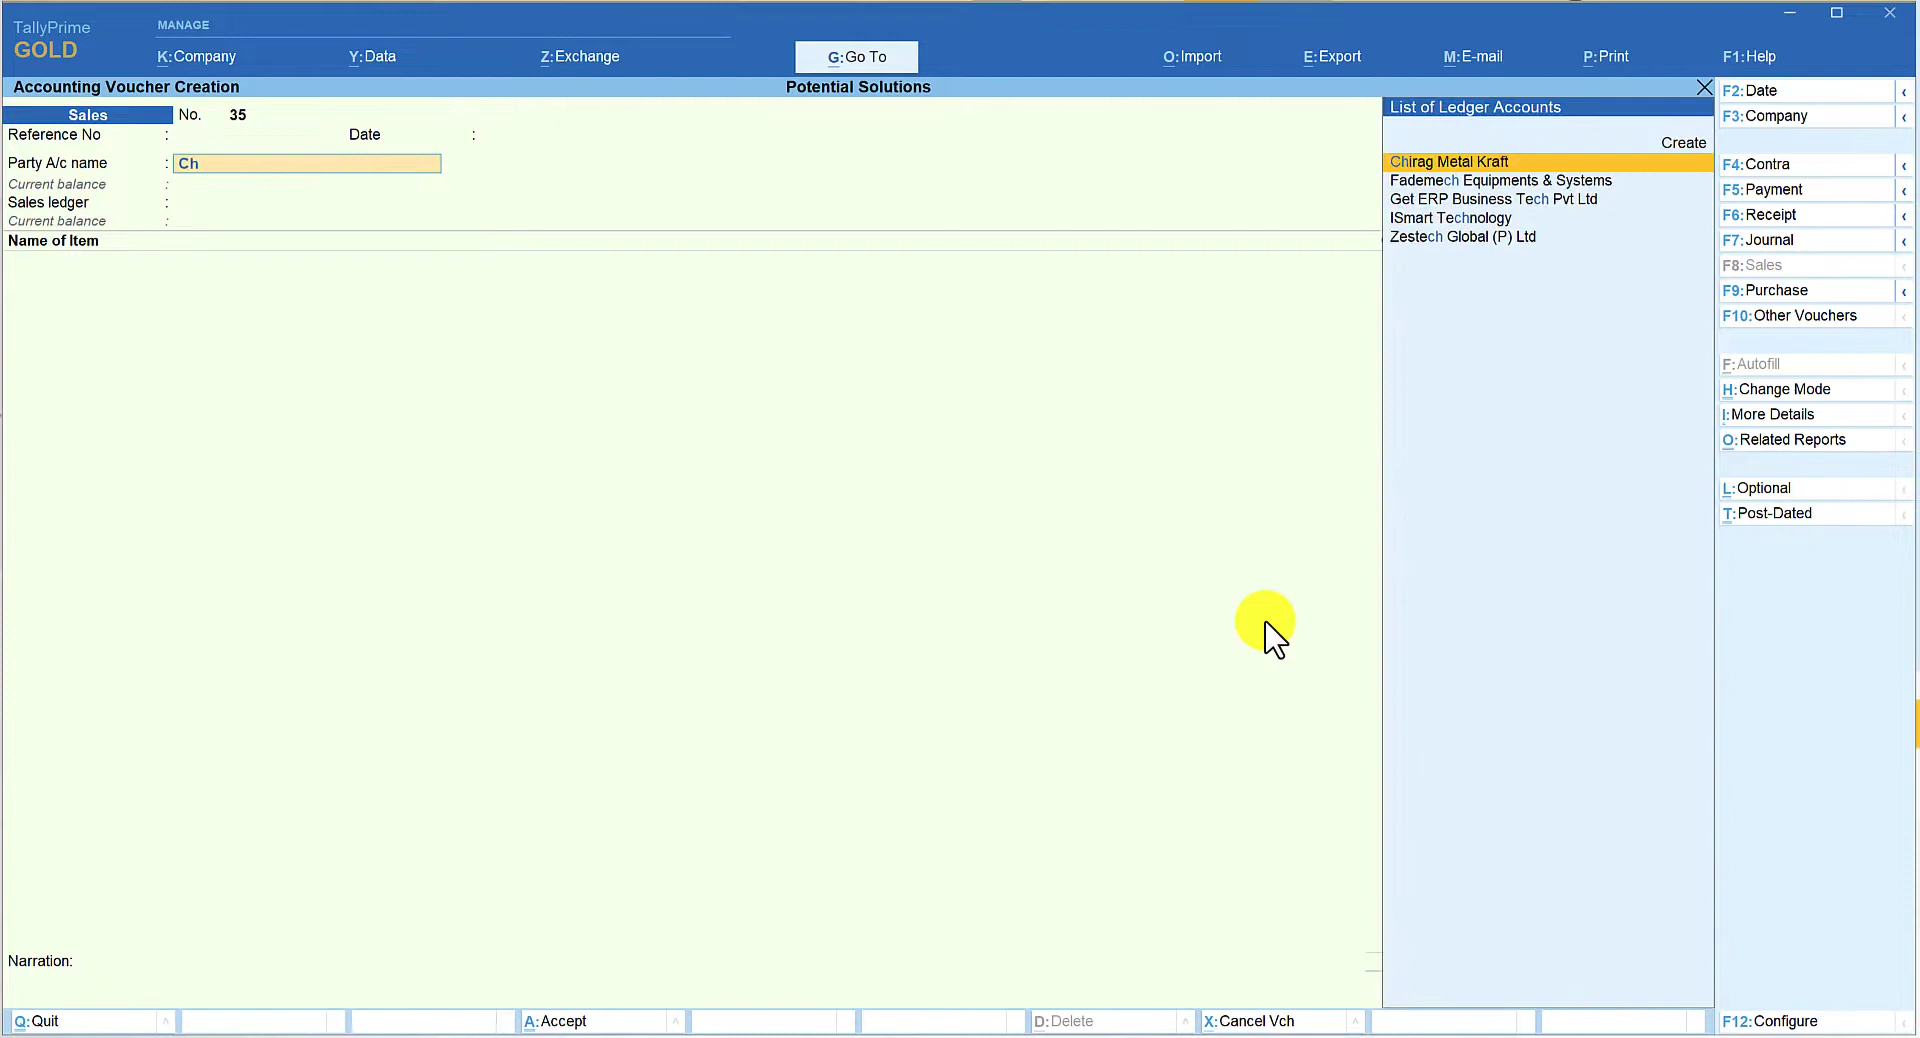 TallyPrime
GOLD
MANAGE
K:Company
Y:Data
Z:Exchange
G:Go To
O:Import
E:Export
M:E-mail
P:Print
F1:Help
Accounting Voucher Creation
Potential Solutions
Sales No. 35
Reference No : Date :
Party A/c name : Ch
Current balance :
Sales ledger :
Current balance :
Name of Item
Narration:
List of Ledger Accounts
Create
Chirag Metal Kraft
Fademech Equipments & Systems
Get ERP Business Tech Pvt Ltd
ISmart Technology
Zestech Global (P) Ltd
F2:Date
F3:Company
F4:Contra
F5:Payment
F6:Receipt
F7:Journal
F8:Sales
F9:Purchase
F10:Other Vouchers
F:Autofill
H:Change Mode
I:More Details
O:Related Reports
L:Optional
T:Post-Dated
Q:Quit
A:Accept
D:Delete
X:Cancel Vch
F12:Configure